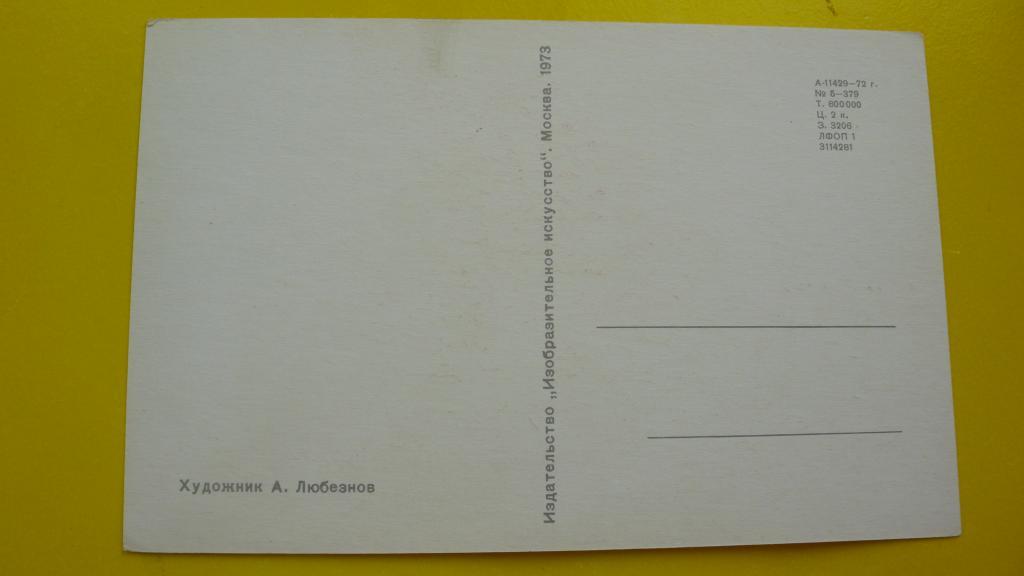 Художник А. Любезнов
Издательство „Изобразительное искусство“. Москва. 1973
А-11429—72 г.
№ 5—379
Т. 600000
Ц. 2 к.
З. 3206
ЛФОП 1
3114281